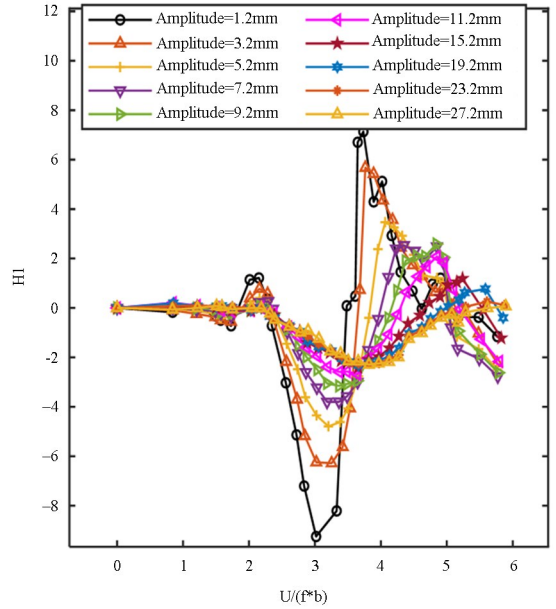 12
10
8
6
4
2
0
–2
–4
–6
–8
H1
Amplitude=1.2mm
Amplitude=3.2mm
Amplitude=5.2mm
Amplitude=7.2mm
Amplitude=9.2mm
Amplitude=11.2mm
Amplitude=15.2mm
Amplitude=19.2mm
Amplitude=23.2mm
Amplitude=27.2mm
0 1 2 3 4 5 6
U/(f*b)